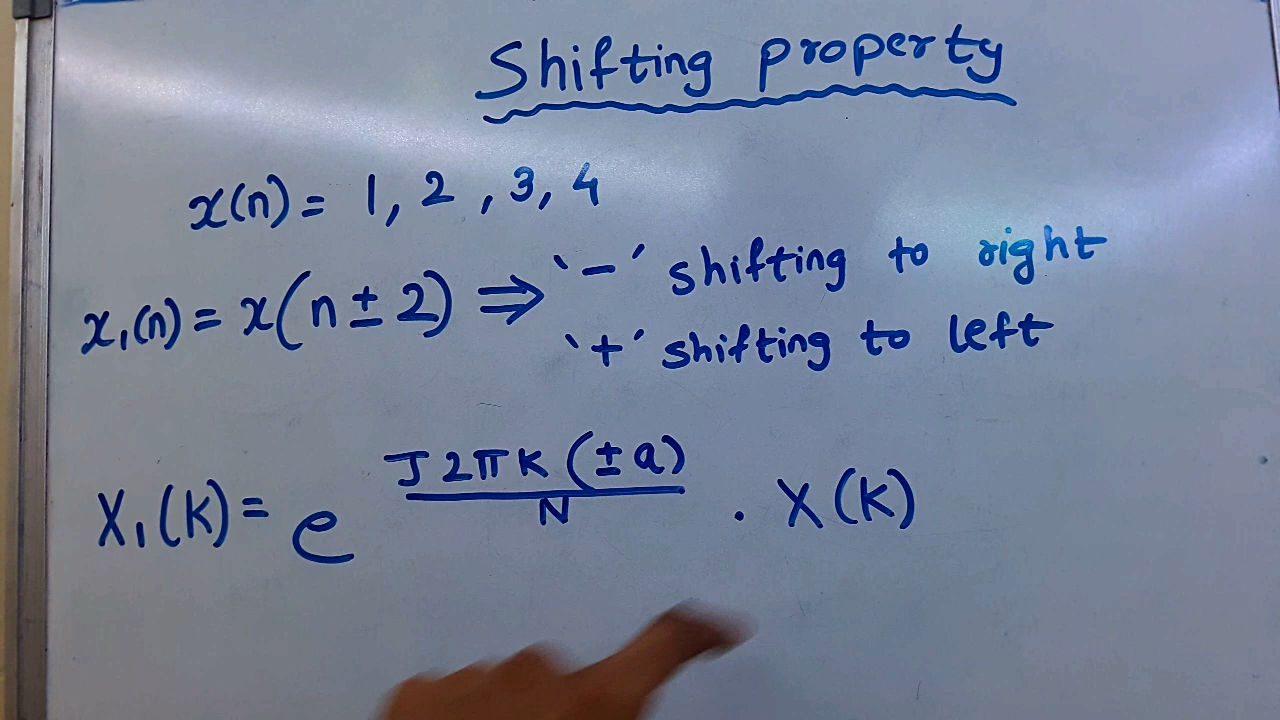 Shifting property
x(n) = 1, 2, 3, 4
x₁(n) = x(n ± 2) ⇒ '-' shifting to right
'+' shifting to left
X₁(K) = e^(J2πK(±a)/N) . X(K)